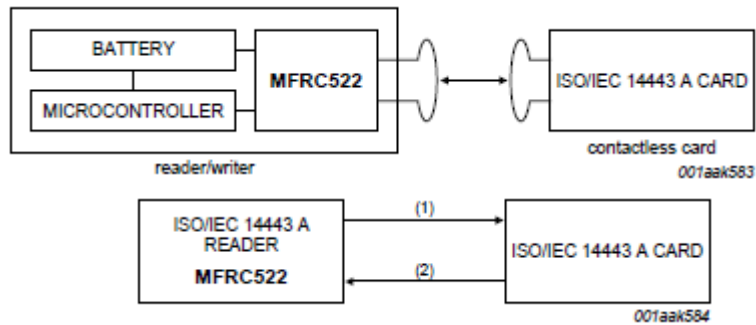 BATTERY
MICROCONTROLLER
MFRC522
ISO/IEC 14443 A CARD
reader/writer
contactless card
001aak583
ISO/IEC 14443 A
READER
MFRC522
(1)
(2)
ISO/IEC 14443 A CARD
001aak584